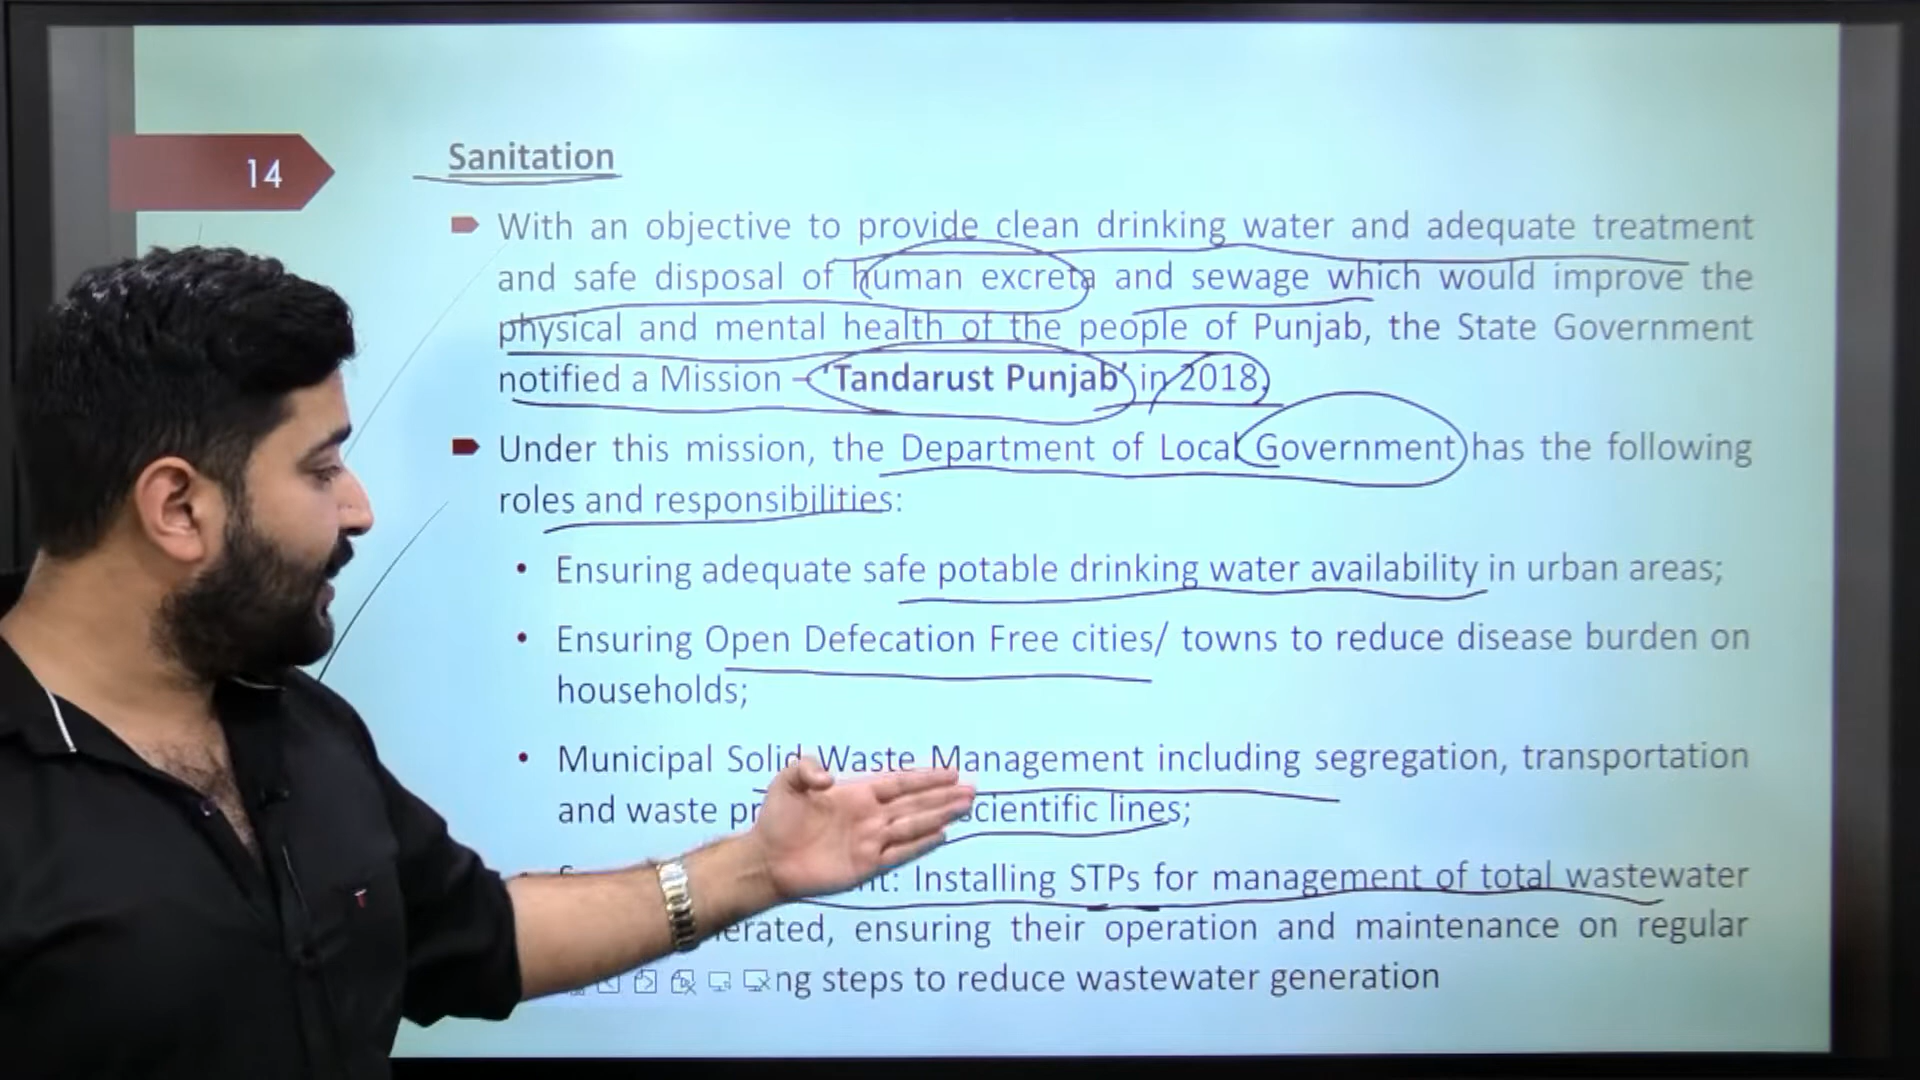 14
Sanitation
With an objective to provide clean drinking water and adequate treatment
and safe disposal of human excreta and sewage which would improve the
physical and mental health of the people of Punjab, the State Government
notified a Mission – 'Tandarust Punjab' in 2018.
Under this mission, the Department of Local Government has the following
roles and responsibilities:
• Ensuring adequate safe potable drinking water availability in urban areas;
• Ensuring Open Defecation Free cities/ towns to reduce disease burden on
households;
• Municipal Solid Waste Management including segregation, transportation
and waste scientific lines;
Installing STPs for management of total wastewater
ensuring their operation and maintenance on regular
steps to reduce wastewater generation